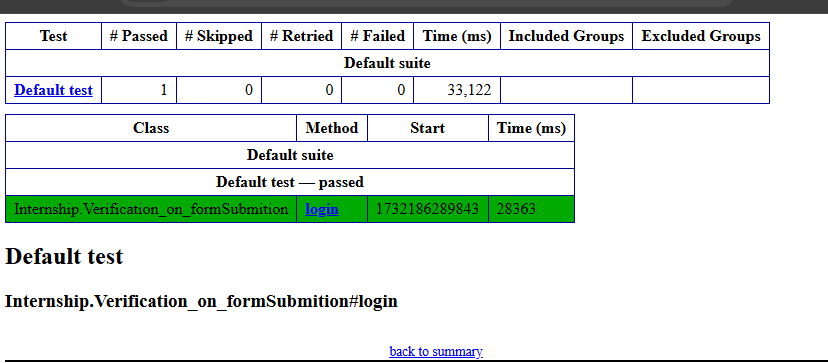 Test # Passed # Skipped # Retried # Failed Time (ms) Included Groups Excluded Groups
Default suite
Default test 1 0 0 0 33,122
Class Method Start Time (ms)
Default suite
Default test — passed
Internship.Verification_on_formSubmition login 1732186289843 28363
Default test
Internship.Verification_on_formSubmition#login
back to summary